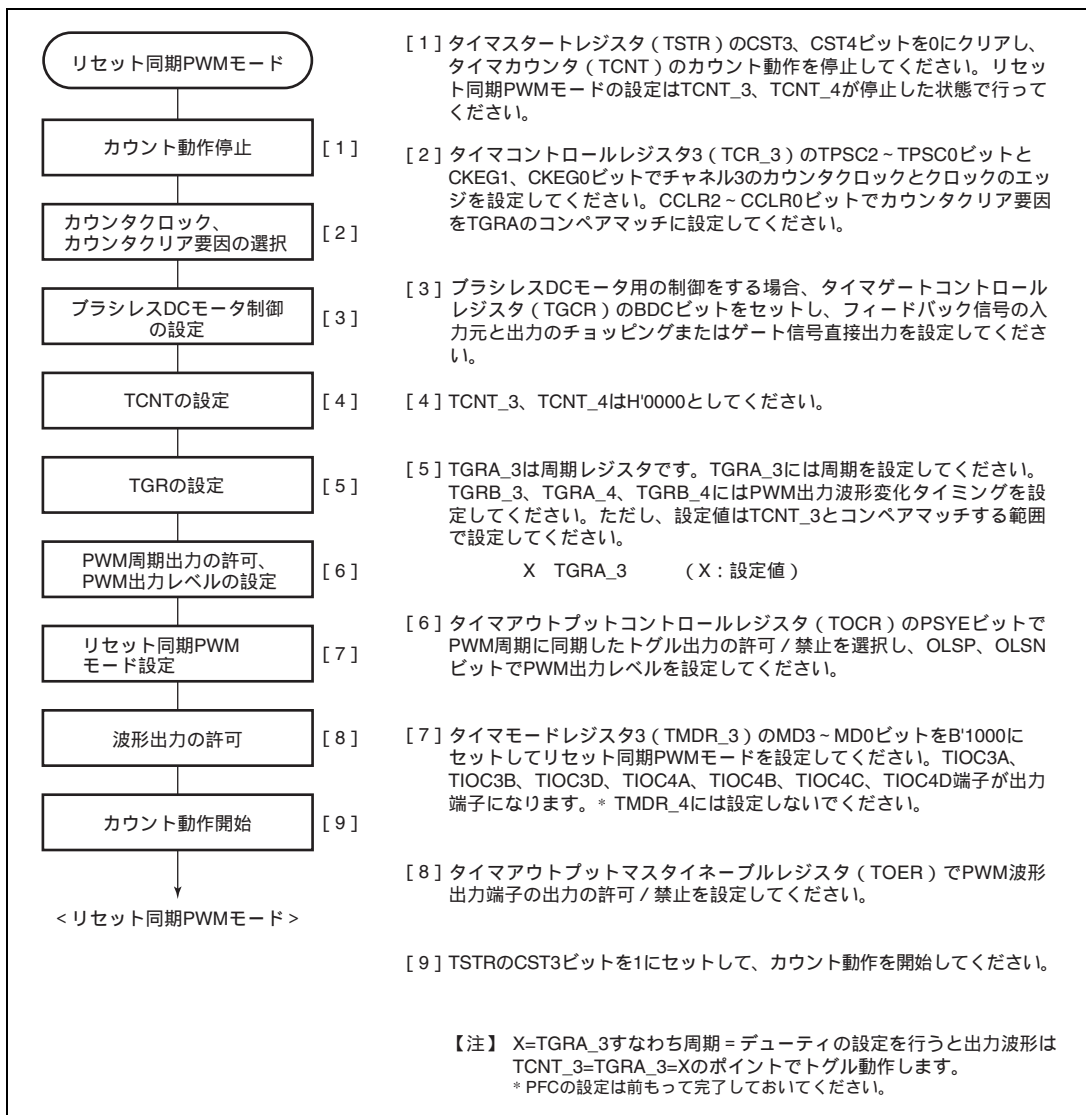 リセット同期PWMモード
カウント動作停止 [1]
カウンタクロック、
カウンタクリア要因の選択 [2]
ブラシレスDCモータ制御
の設定 [3]
TCNTの設定 [4]
TGRの設定 [5]
PWM周期出力の許可、
PWM出力レベルの設定 [6]
リセット同期PWM
モード設定 [7]
波形出力の許可 [8]
カウント動作開始 [9]
<リセット同期PWMモード>
[1] タイマスタートレジスタ(TSTR)のCST3、CST4ビットを0にクリアし、
タイマカウンタ(TCNT)のカウント動作を停止してください。リセッ
ト同期PWMモードの設定はTCNT_3、TCNT_4が停止した状態で行って
ください。
[2] タイマコントロールレジスタ3(TCR_3)のTPSC2~TPSC0ビットと
CKEG1、CKEG0ビットでチャネル3のカウンタクロックとクロックのエッ
ジを設定してください。CCLR2~CCLR0ビットでカウンタクリア要因
をTGRAのコンペアマッチに設定してください。
[3] ブラシレスDCモータ用の制御をする場合、タイマゲートコントロール
レジスタ(TGCR)のBDCビットをセットし、フィードバック信号の入
力元と出力のチョッピングまたはゲート信号直接出力を設定してくださ
い。
[4] TCNT_3、TCNT_4はH'0000としてください。
[5] TGRA_3は周期レジスタです。TGRA_3には周期を設定してください。
TGRB_3、TGRA_4、TGRB_4にはPWM出力波形変化タイミングを設
定してください。ただし、設定値はTCNT_3とコンペアマッチする範囲
で設定してください。
X TGRA_3 (X:設定値)
[6] タイマアウトプットコントロールレジスタ(TOCR)のPSYEビットで
PWM周期に同期したトグル出力の許可/禁止を選択し、OLSP、OLSN
ビットでPWM出力レベルを設定してください。
[7] タイマモードレジスタ3(TMDR_3)のMD3~MD0ビットをB'1000に
セットしてリセット同期PWMモードを設定してください。TIOC3A、
TIOC3B、TIOC3D、TIOC4A、TIOC4B、TIOC4C、TIOC4D端子が出力
端子になります。* TMDR_4には設定しないでください。
[8] タイマアウトプットマスタイネーブルレジスタ(TOER)でPWM波形
出力端子の出力の許可/禁止を設定してください。
[9] TSTRのCST3ビットを1にセットして、カウント動作を開始してください。
【注】 X=TGRA_3すなわち周期=デューティの設定を行うと出力波形は
TCNT_3=TGRA_3=Xのポイントでトグル動作します。
* PFCの設定は前もって完了しておいてください。